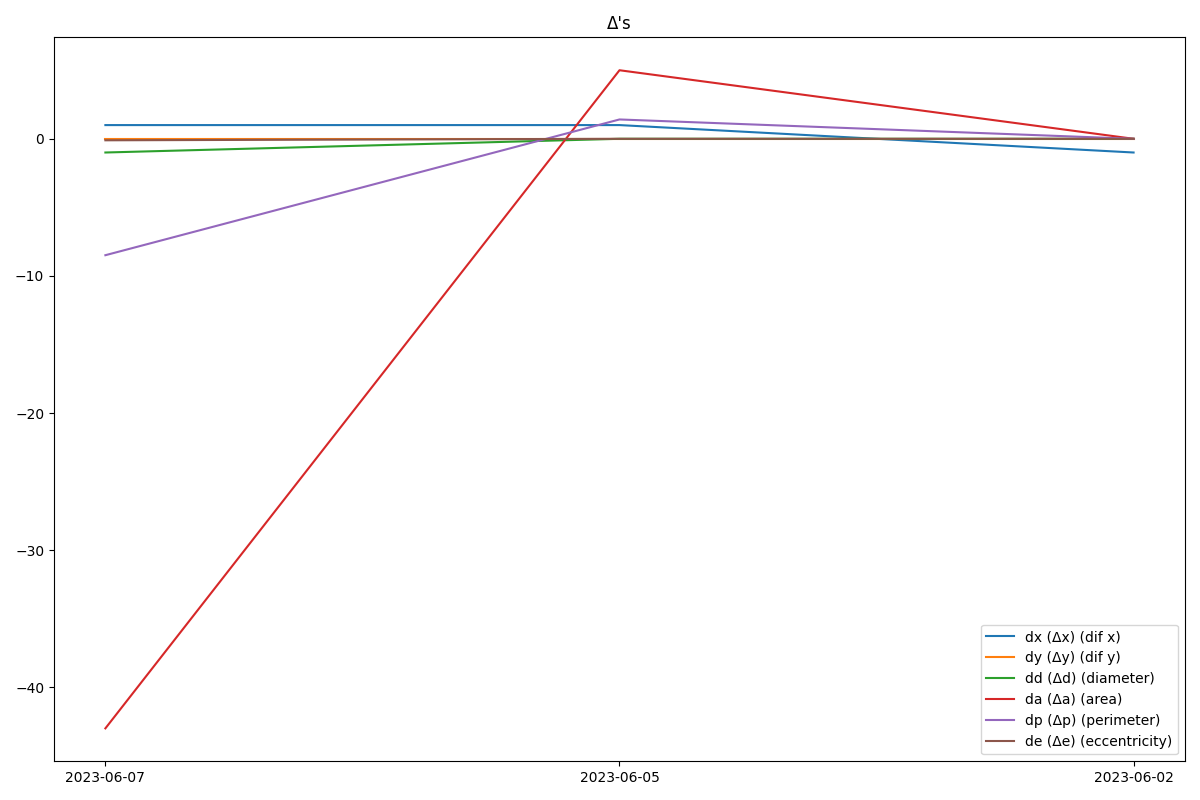 Δ's
0
−10
−20
−30
−40
dx (Δx) (dif x)
dy (Δy) (dif y)
dd (Δd) (diameter)
da (Δa) (area)
dp (Δp) (perimeter)
de (Δe) (eccentricity)
2023-06-07 2023-06-05 2023-06-02